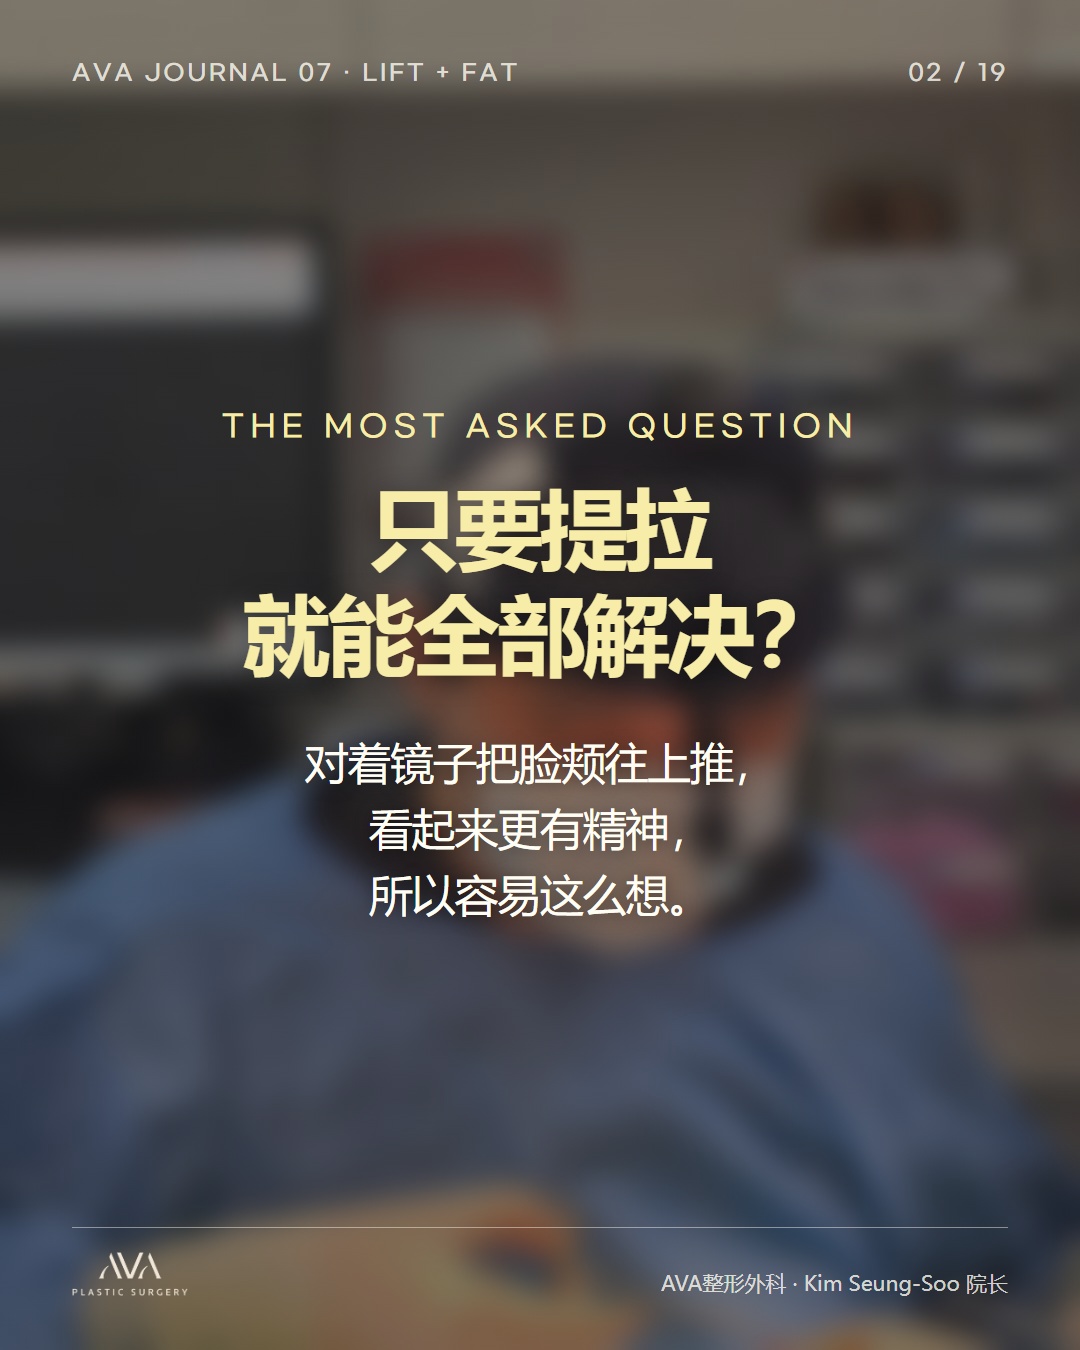 AVA JOURNAL 07 · LIFT + FAT
02 / 19
THE MOST ASKED QUESTION
只要提拉
就能全部解决?
对着镜子把脸颊往上推，
看起来更有精神，
所以容易这么想。
AVA
PLASTIC SURGERY
AVA整形外科 · Kim Seung-Soo 院长